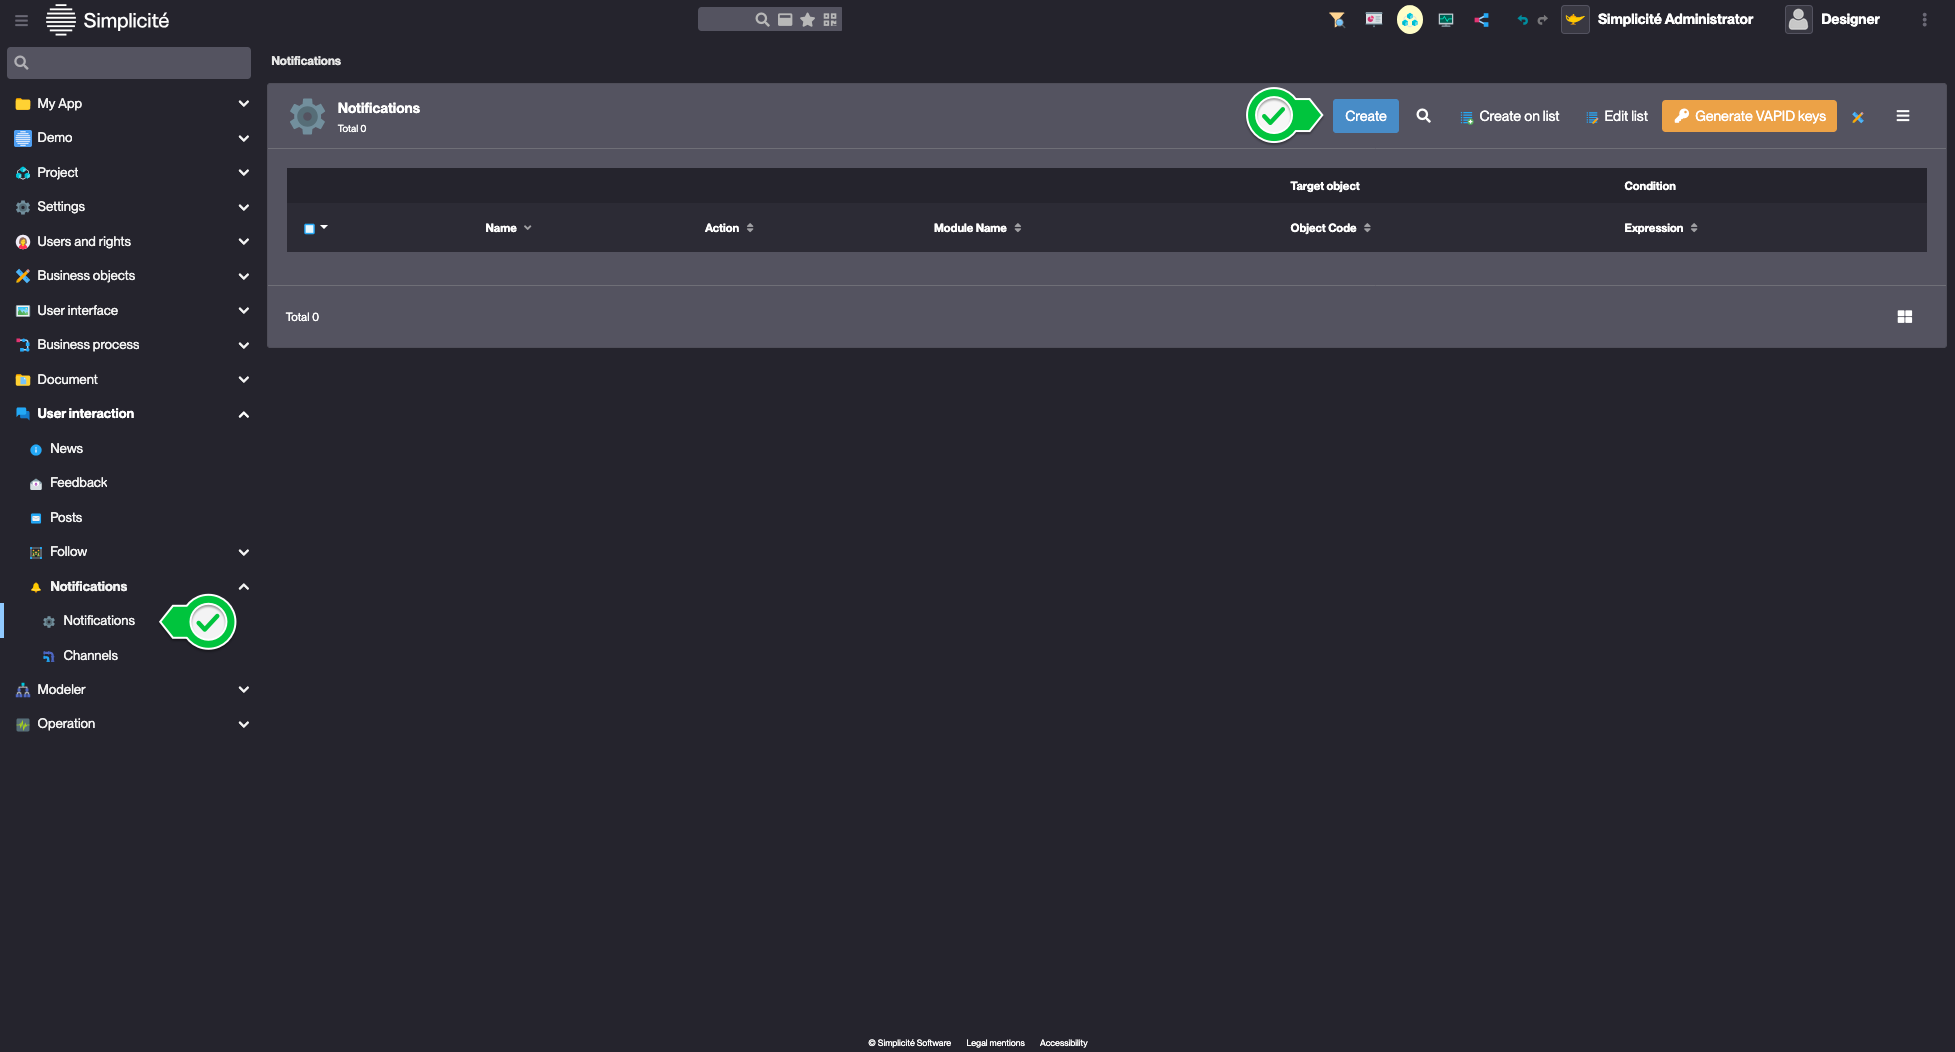 Simplicité
Simplicité Administrator
Designer
My App
Demo
Project
Settings
Users and rights
Business objects
User interface
Business process
Document
User interaction
News
Feedback
Posts
Follow
Notifications
Notifications
Channels
Modeler
Operation
Notifications
Notifications
Total 0
Create
Create on list
Edit list
Generate VAPID keys
Target object
Condition
Name
Action
Module Name
Object Code
Expression
Total 0
© Simplicité Software
Legal mentions
Accessibility